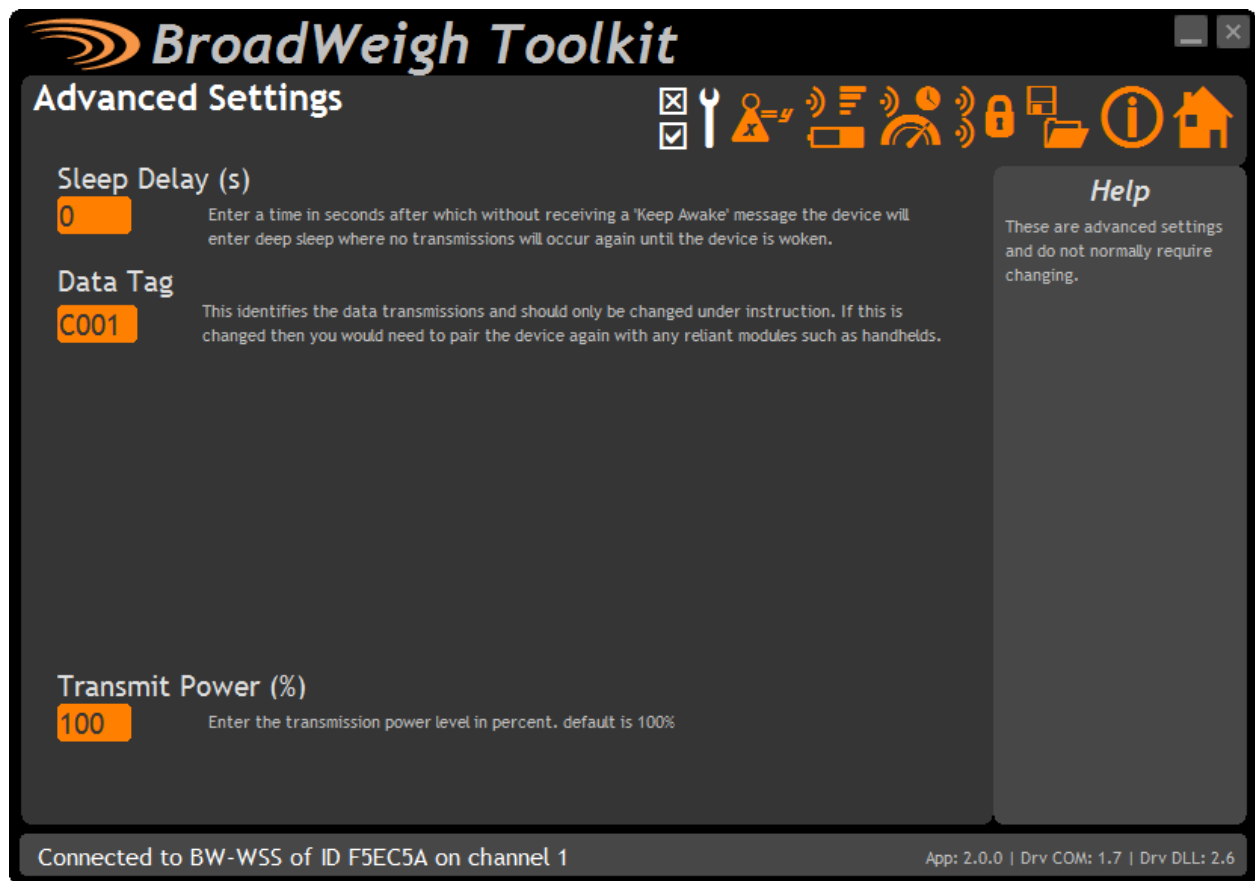 BroadWeigh Toolkit
Advanced Settings
x=y
Sleep Delay (s)
0
Enter a time in seconds after which without receiving a 'Keep Awake' message the device will
enter deep sleep where no transmissions will occur again until the device is woken.
Data Tag
C001
This identifies the data transmissions and should only be changed under instruction. If this is
changed then you would need to pair the device again with any reliant modules such as handhelds.
Transmit Power (%)
100
Enter the transmission power level in percent. default is 100%
Help
These are advanced settings
and do not normally require
changing.
Connected to BW-WSS of ID F5EC5A on channel 1
App: 2.0.0 | Drv COM: 1.7 | Drv DLL: 2.6